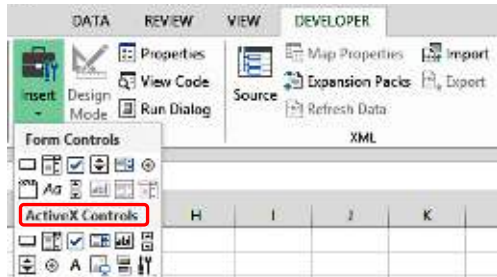 DATA REVIEW VIEW DEVELOPER
Insert
Design Mode
Properties
View Code
Run Dialog
Source
Map Properties
Expansion Packs
Refresh Data
Import
Export
XML
Form Controls
Aa
ActiveX Controls
H I J K
A